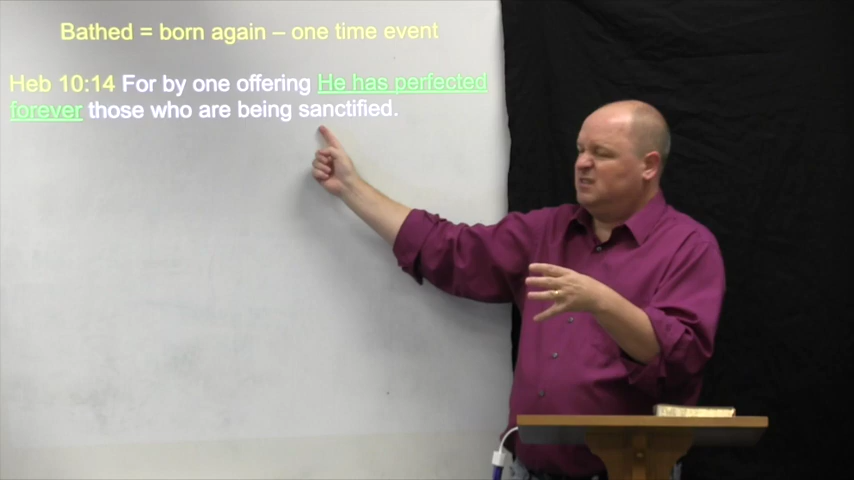 Bathed = born again – one time event
Heb 10:14 For by one offering He has perfected
forever those who are being sanctified.